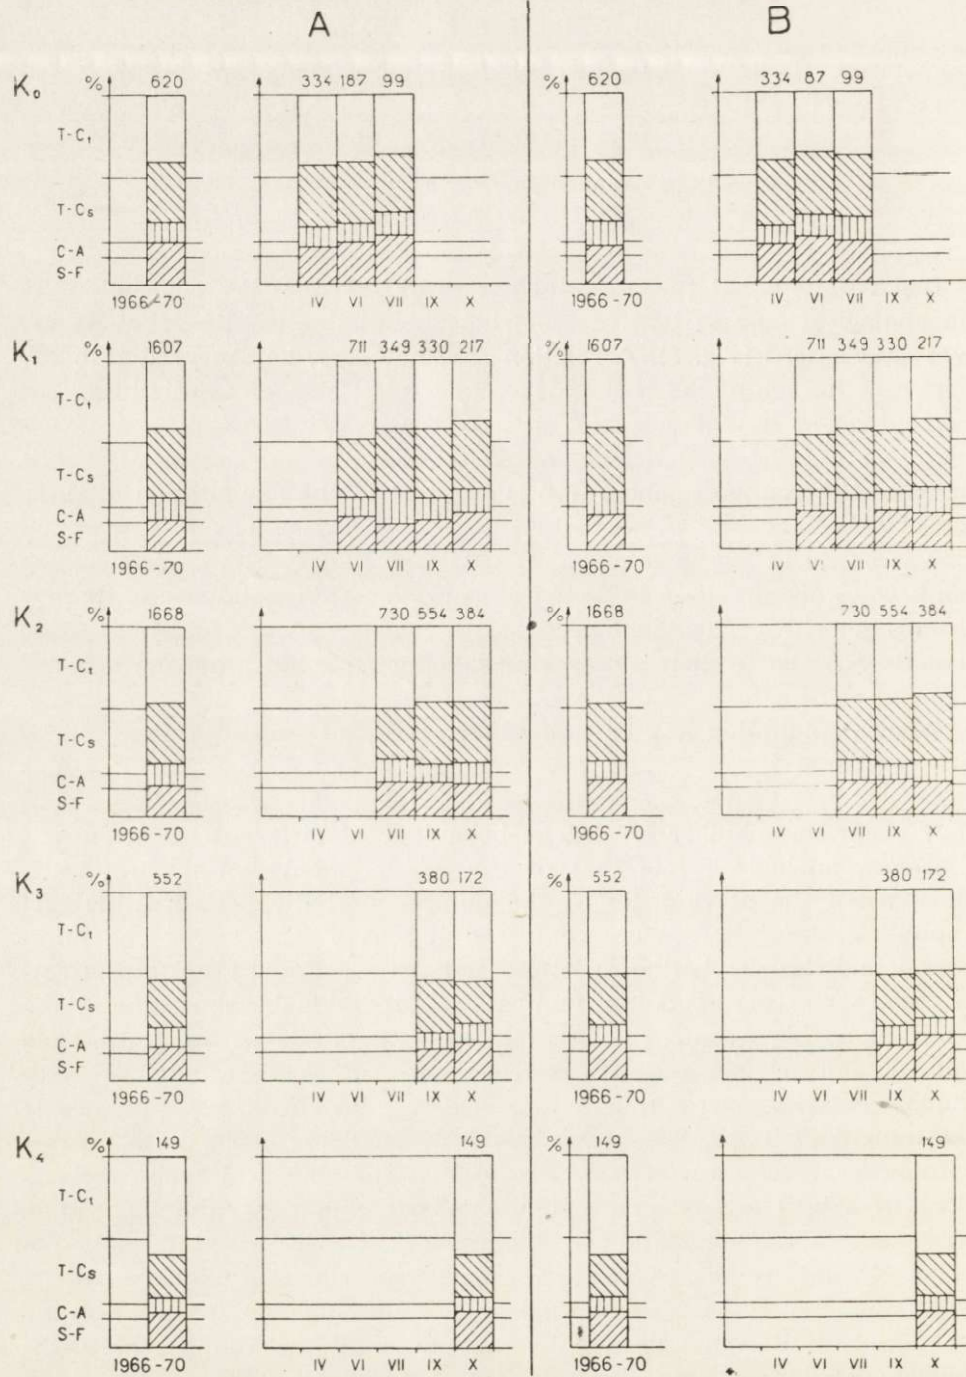 A B
K₀ % 620 334 187 99 % 620 334 87 99
T-C₁
T-Cₛ
C-A
S-F
1966-70 IV VI VII IX X 1966-70 IV VI VII IX X
K₁ % 1607 711 349 330 217 % 1607 711 349 330 217
T-C₁
T-Cₛ
C-A
S-F
1966-70 IV VI VII IX X 1966-70 IV VI VII IX X
K₂ % 1668 730 554 384 % 1668 730 554 384
T-C₁
T-Cₛ
C-A
S-F
1966-70 IV VI VII IX X 1966-70 IV VI VII IX X
K₃ % 552 380 172 % 552 380 172
T-C₁
T-Cₛ
C-A
S-F
1966-70 IV VI VII IX X 1966-70 IV VI VII IX X
K₄ % 149 149 % 149 149
T-C₁
T-Cₛ
C-A
S-F
1966-70 IV VI VII IX X 1966-70 IV VI VII IX X